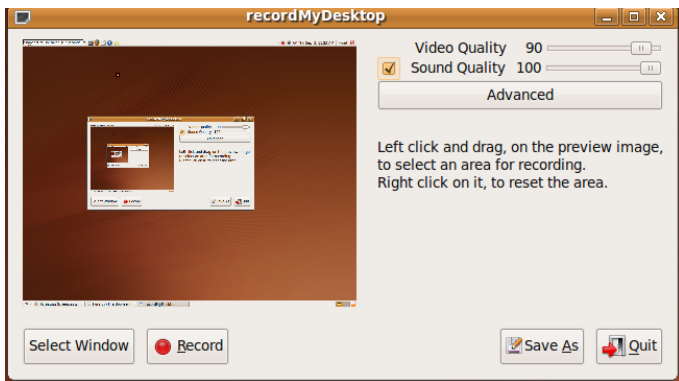 recordMyDesktop
Video Quality 90
Sound Quality 100
Advanced
Left click and drag, on the preview image,
to select an area for recording.
Right click on it, to reset the area.
Select Window
Record
Save As
Quit